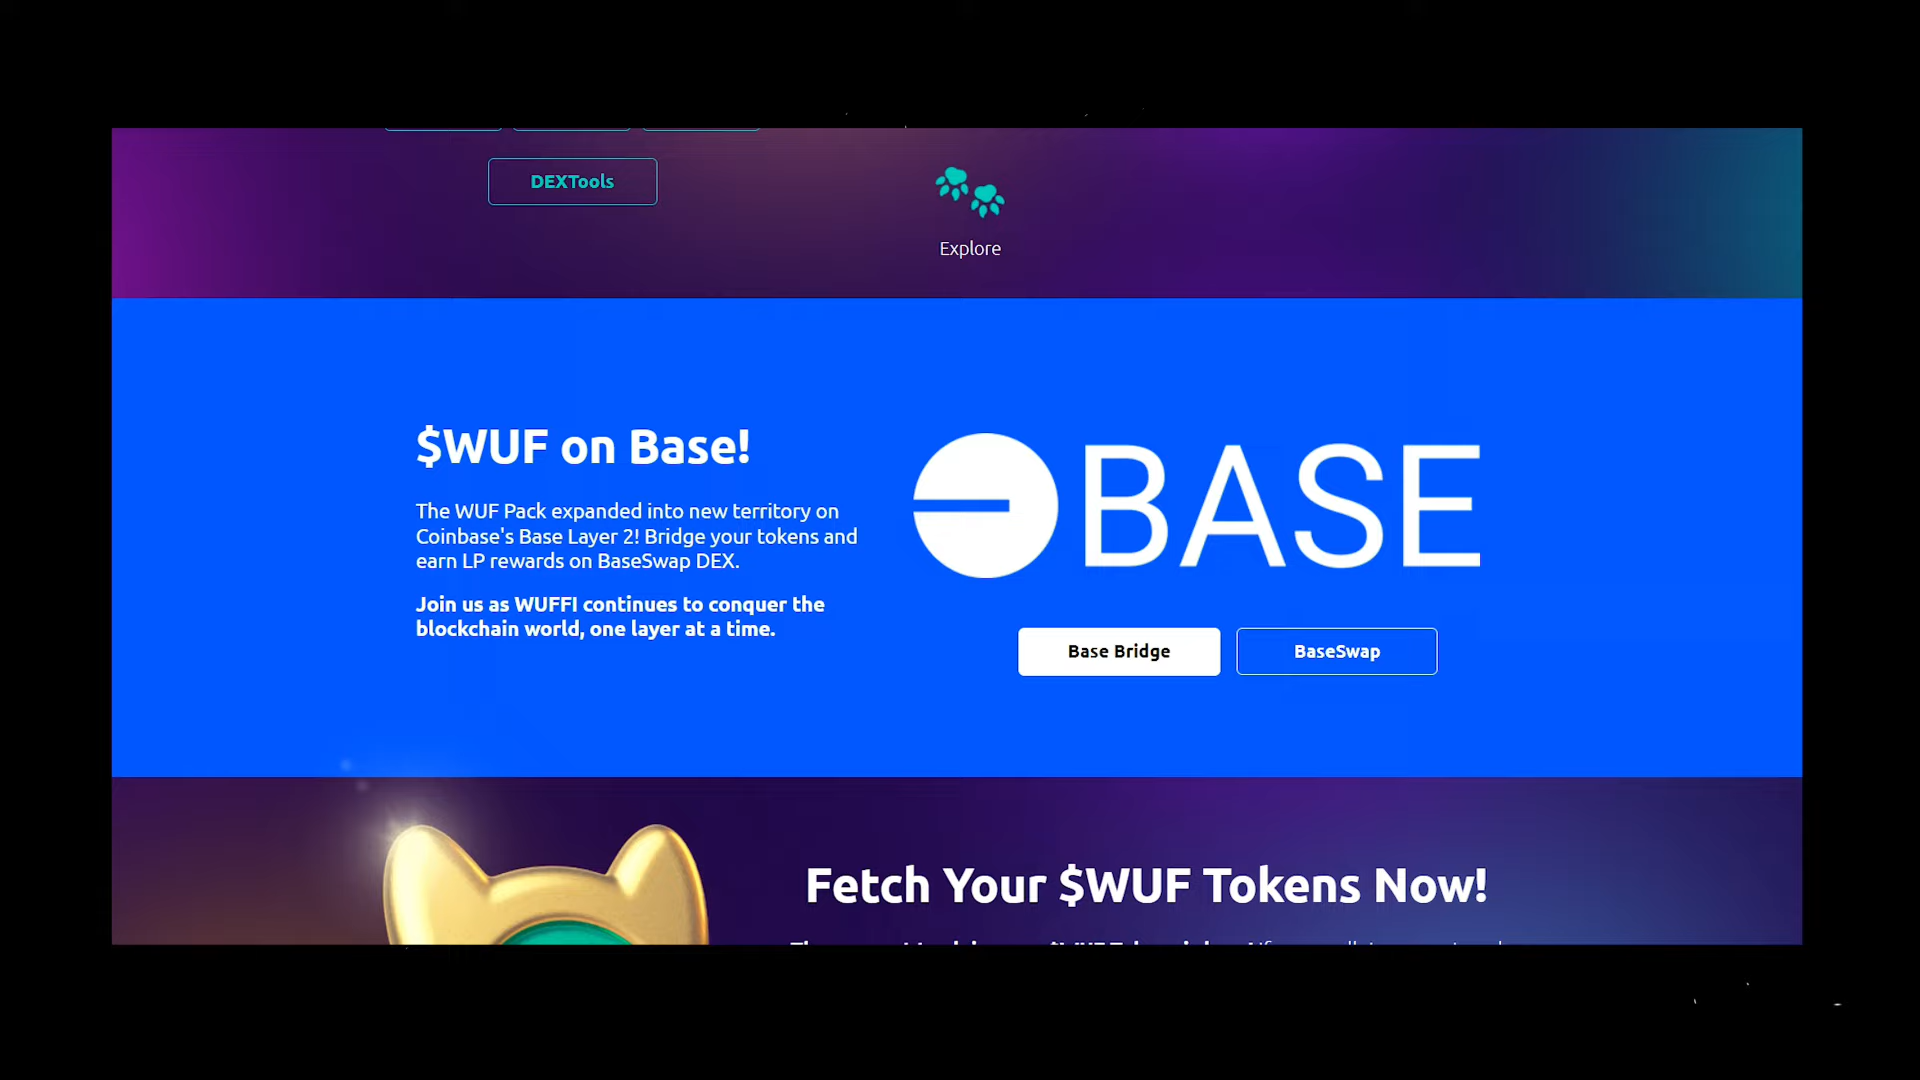 DEXTools
Explore
$WUF on Base!
The WUF Pack expanded into new territory on
Coinbase's Base Layer 2! Bridge your tokens and
earn LP rewards on BaseSwap DEX.
Join us as WUFFI continues to conquer the
blockchain world, one layer at a time.
BASE
Base Bridge
BaseSwap
Fetch Your $WUF Tokens Now!